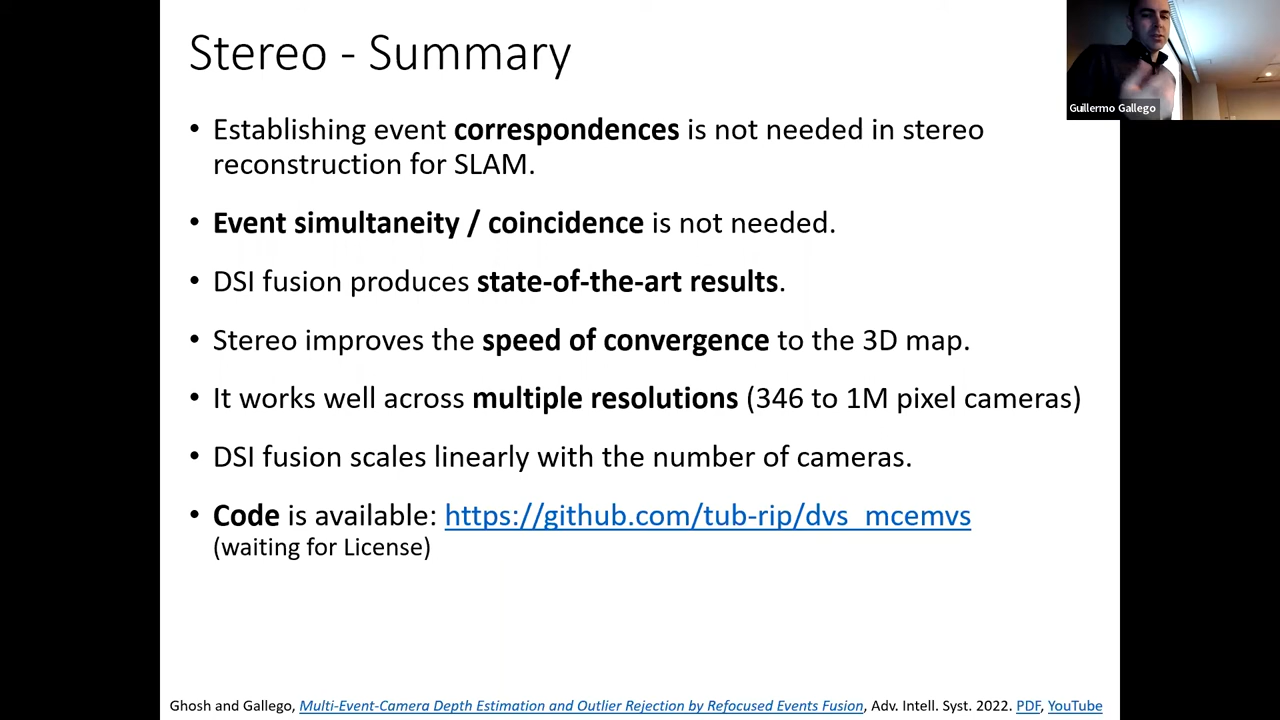 Stereo - Summary
Guillermo Gallego
• Establishing event correspondences is not needed in stereo
reconstruction for SLAM.
• Event simultaneity / coincidence is not needed.
• DSI fusion produces state-of-the-art results.
• Stereo improves the speed of convergence to the 3D map.
• It works well across multiple resolutions (346 to 1M pixel cameras)
• DSI fusion scales linearly with the number of cameras.
• Code is available: https://github.com/tub-rip/dvs_mcemvs
(waiting for License)
Ghosh and Gallego, Multi-Event-Camera Depth Estimation and Outlier Rejection by Refocused Events Fusion, Adv. Intell. Syst. 2022. PDF, YouTube